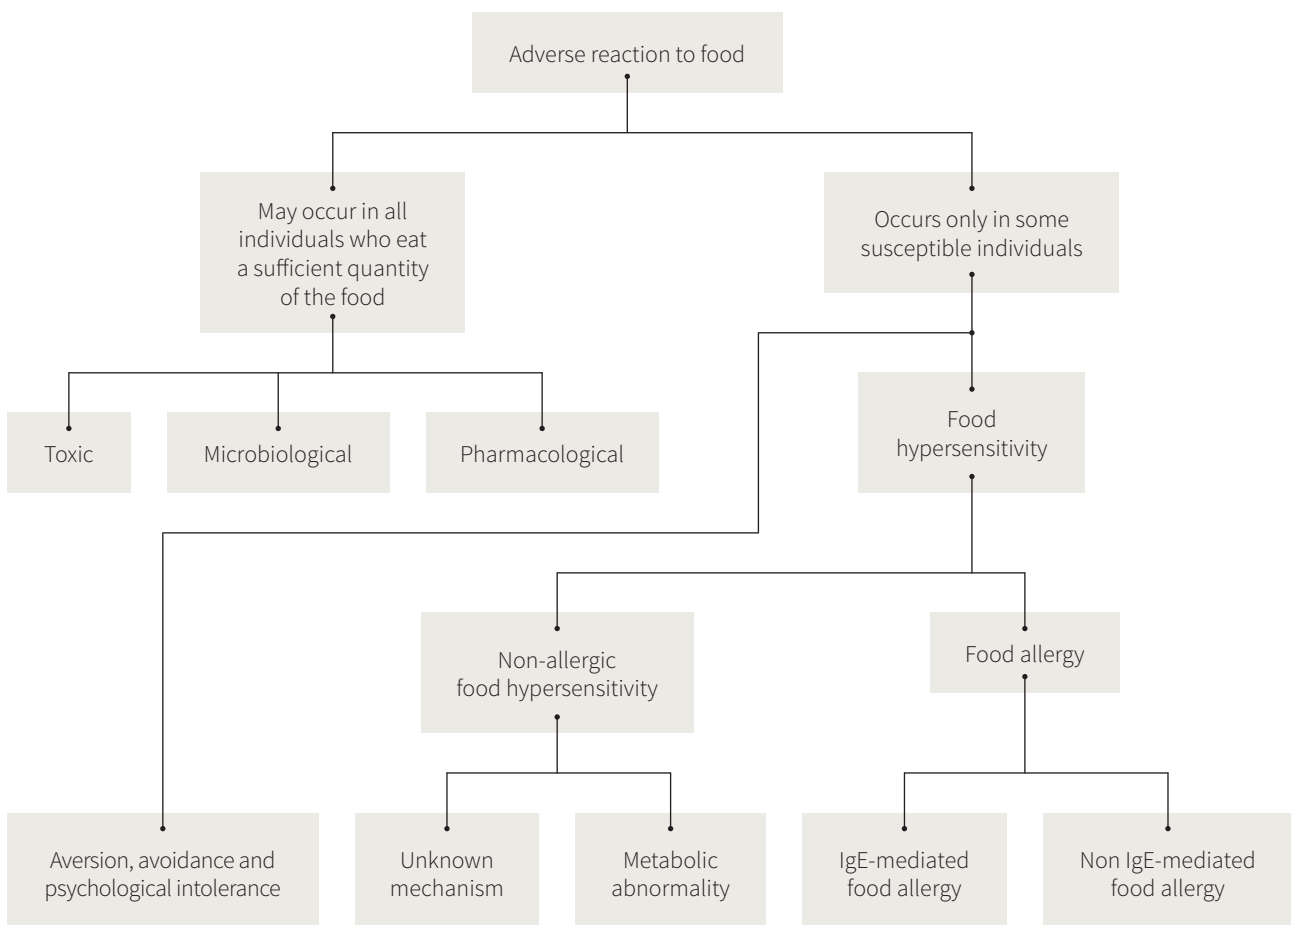 Adverse reaction to food
May occur in all
individuals who eat
a sufficient quantity
of the food
Occurs only in some
susceptible individuals
Toxic
Microbiological
Pharmacological
Food
hypersensitivity
Non-allergic
food hypersensitivity
Food allergy
Aversion, avoidance and
psychological intolerance
Unknown
mechanism
Metabolic
abnormality
IgE-mediated
food allergy
Non IgE-mediated
food allergy